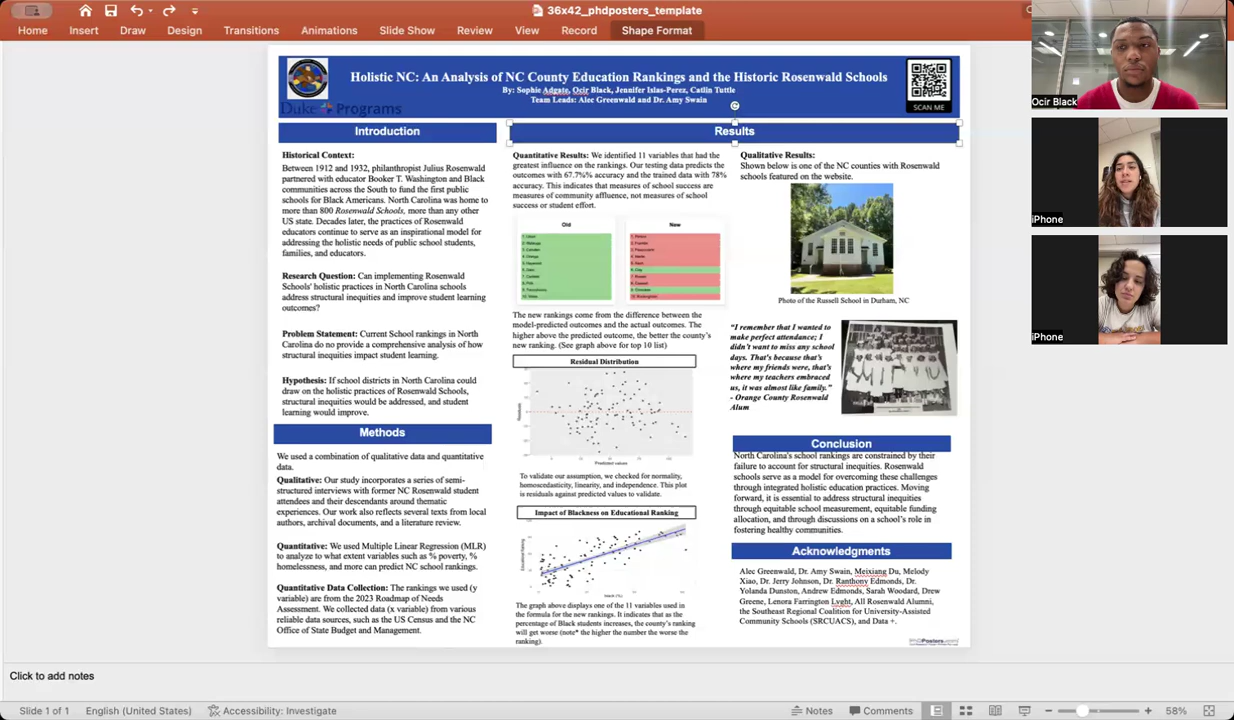 36x42_phdposters_template
Home Insert Draw Design Transitions Animations Slide Show Review View Record Shape Format
Holistic NC: An Analysis of NC County Education Rankings and the Historic Rosenwald Schools
By: Sophie Adgate, Ocir Black, Jennifer Islas-Perez, Catlin Tuttle
Team Leads: Alec Greenwald and Dr. Amy Swain
Duke Programs
SCAN ME
Introduction
Historical Context:
Between 1912 and 1932, philanthropist Julius Rosenwald
partnered with educator Booker T. Washington and Black
communities across the South to fund the first public
schools for Black Americans. North Carolina was home to
more than 800 Rosenwald Schools, more than any other
US state. Decades later, the practices of Rosenwald
educators continue to serve as an inspirational model for
addressing the holistic needs of public school students,
families, and educators.
Research Question: Can implementing Rosenwald
Schools' holistic practices in North Carolina schools
address structural inequities and improve student learning
outcomes?
Problem Statement: Current School rankings in North
Carolina do no provide a comprehensive analysis of how
structural inequities impact student learning.
Hypothesis: If school districts in North Carolina could
draw on the holistic practices of Rosenwald Schools,
structural inequities would be addressed, and student
learning would improve.
Methods
We used a combination of qualitative data and quantitative
data.
Qualitative: Our study incorporates a series of semi-
structured interviews with former NC Rosenwald student
attendees and their descendants around thematic
experiences. Our work also reflects several texts from local
authors, archival documents, and a literature review.
Quantitative: We used Multiple Linear Regression (MLR)
to analyze to what extent variables such as % poverty, %
homelessness, and more can predict NC school rankings.
Quantitative Data Collection: The rankings we used (y
variable) are from the 2023 Roadmap of Needs
Assessment. We collected data (x variable) from various
reliable data sources, such as the US Census and the NC
Office of State Budget and Management.
Results
Quantitative Results: We identified 11 variables that had the
greatest influence on the rankings. Our testing data predicts the
outcomes with 67.7%% accuracy and the trained data with 78%
accuracy. This indicates that measures of school success are
measures of community affluence, not measures of school
success or student effort.
Old
New
The new rankings come from the difference between the
model-predicted outcomes and the actual outcomes. The
higher above the predicted outcome, the better the county's
new ranking. (See graph above for top 10 list)
Residual Distribution
Residuals
Predicted values
To validate our assumption, we checked for normality,
homoscedasticity, linearity, and independence. This plot
is residuals against predicted values to validate.
Impact of Blackness on Educational Ranking
Educational Ranking
The graph above displays one of the 11 variables used in
the formula for the new rankings. It indicates that as the
percentage of Black students increases, the county's ranking
will get worse (note* the higher the number the worse the
ranking).
Qualitative Results:
Shown below is one of the NC counties with Rosenwald
schools featured on the website.
Photo of the Russell School in Durham, NC
"I remember that I wanted to
make perfect attendance; I
didn't want to miss any school
days. That's because that's
where my friends were, that's
where my teachers embraced
us, it was almost like family."
- Orange County Rosenwald
Alum
Conclusion
North Carolina's school rankings are constrained by their
failure to account for structural inequities. Rosenwald
schools serve as a model for overcoming these challenges
through integrated holistic education practices. Moving
forward, it is essential to address structural inequities
through equitable school measurement, equitable funding
allocation, and through discussions on a school's role in
fostering healthy communities.
Acknowledgments
Alec Greenwald, Dr. Amy Swain, Meixiang Du, Melody
Xiao, Dr. Jerry Johnson, Dr. Ranthony Edmonds, Dr.
Yolanda Dunston, Andrew Edmonds, Sarah Woodard, Drew
Greene, Lenora Farrington Lyght, All Rosenwald Alumni,
the Southeast Regional Coalition for University-Assisted
Community Schools (SRCUACS), and Data +.
PhDPosters.com
Ocir Black
iPhone
iPhone
Click to add notes
Slide 1 of 1 English (United States) Accessibility: Investigate Notes Comments 58%